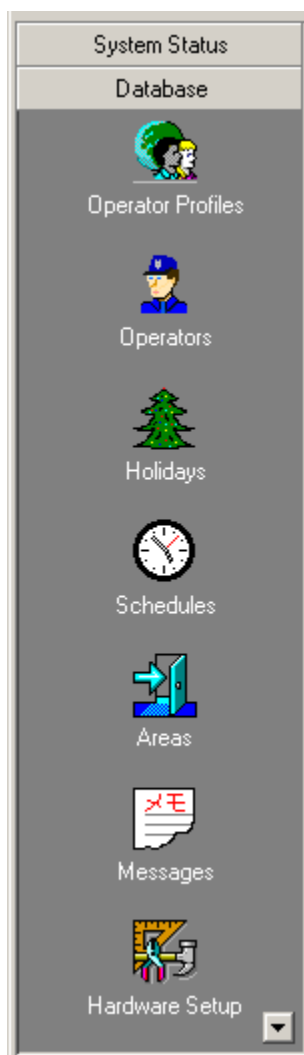 System Status
Database
Operator Profiles
Operators
Holidays
Schedules
Areas
メモ
Messages
Hardware Setup